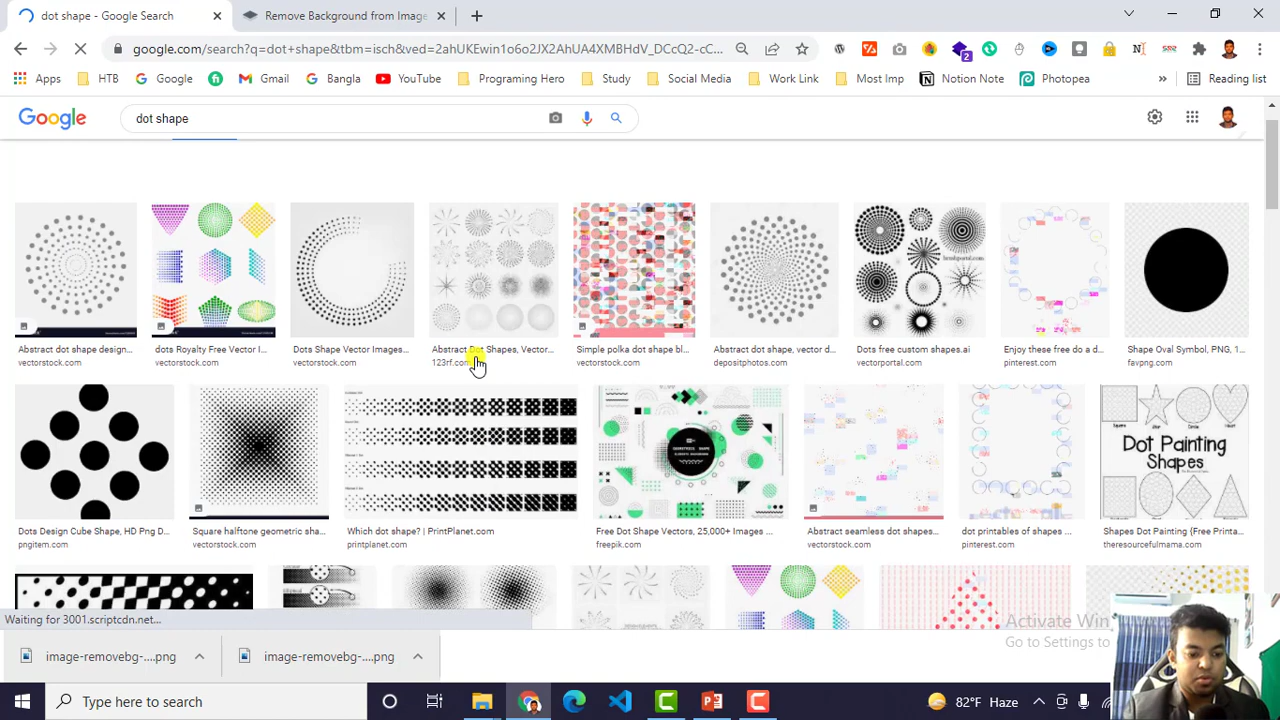 dot shape - Google Search
Remove Background from Imag
google.com/search?q=dot+shape&tbm=isch&ved=2ahUKEwin1o6o2JX2AhUA4XMBHdV_DCcQ2-cC...
Apps
HTB
Google
Gmail
Bangla
YouTube
Programing Hero
Study
Social Media
Work Link
Most Imp
Notion Note
Photopea
»
Reading list
Google
dot shape
Abstract dot shape design...
dots Royalty Free Vector I...
Dots Shape Vector Images...
Abstract Dot Shapes, Vector...
Simple polka dot shape bl...
Abstract dot shape, vector d...
Dots free custom shapes.ai
Enjoy these free do a d...
Shape Oval Symbol, PNG, 1...
vectorstock.com
vectorstock.com
123rf.com
vectorstock.com
depositphotos.com
vectorportal.com
pinterest.com
favpng.com
Dot Painting
Shapes
Dots Design Cube Shape, HD Png D...
Square halftone geometric sha...
Which dot shape? | PrintPlanet.com
Free Dot Shape Vectors, 25,000+ Images ...
Abstract seamless dot shapes...
dot printables of shapes ...
Shapes Dot Painting {Free Printa...
pngitem.com
vectorstock.com
printplanet.com
freepik.com
vectorstock.com
pinterest.com
theresourcefulmama.com
Waiting for 3001.scriptcdn.net...
Activate Win
Go to Settings to
image-removebg-....png
image-removebg-....png
Type here to search
82°F Haze